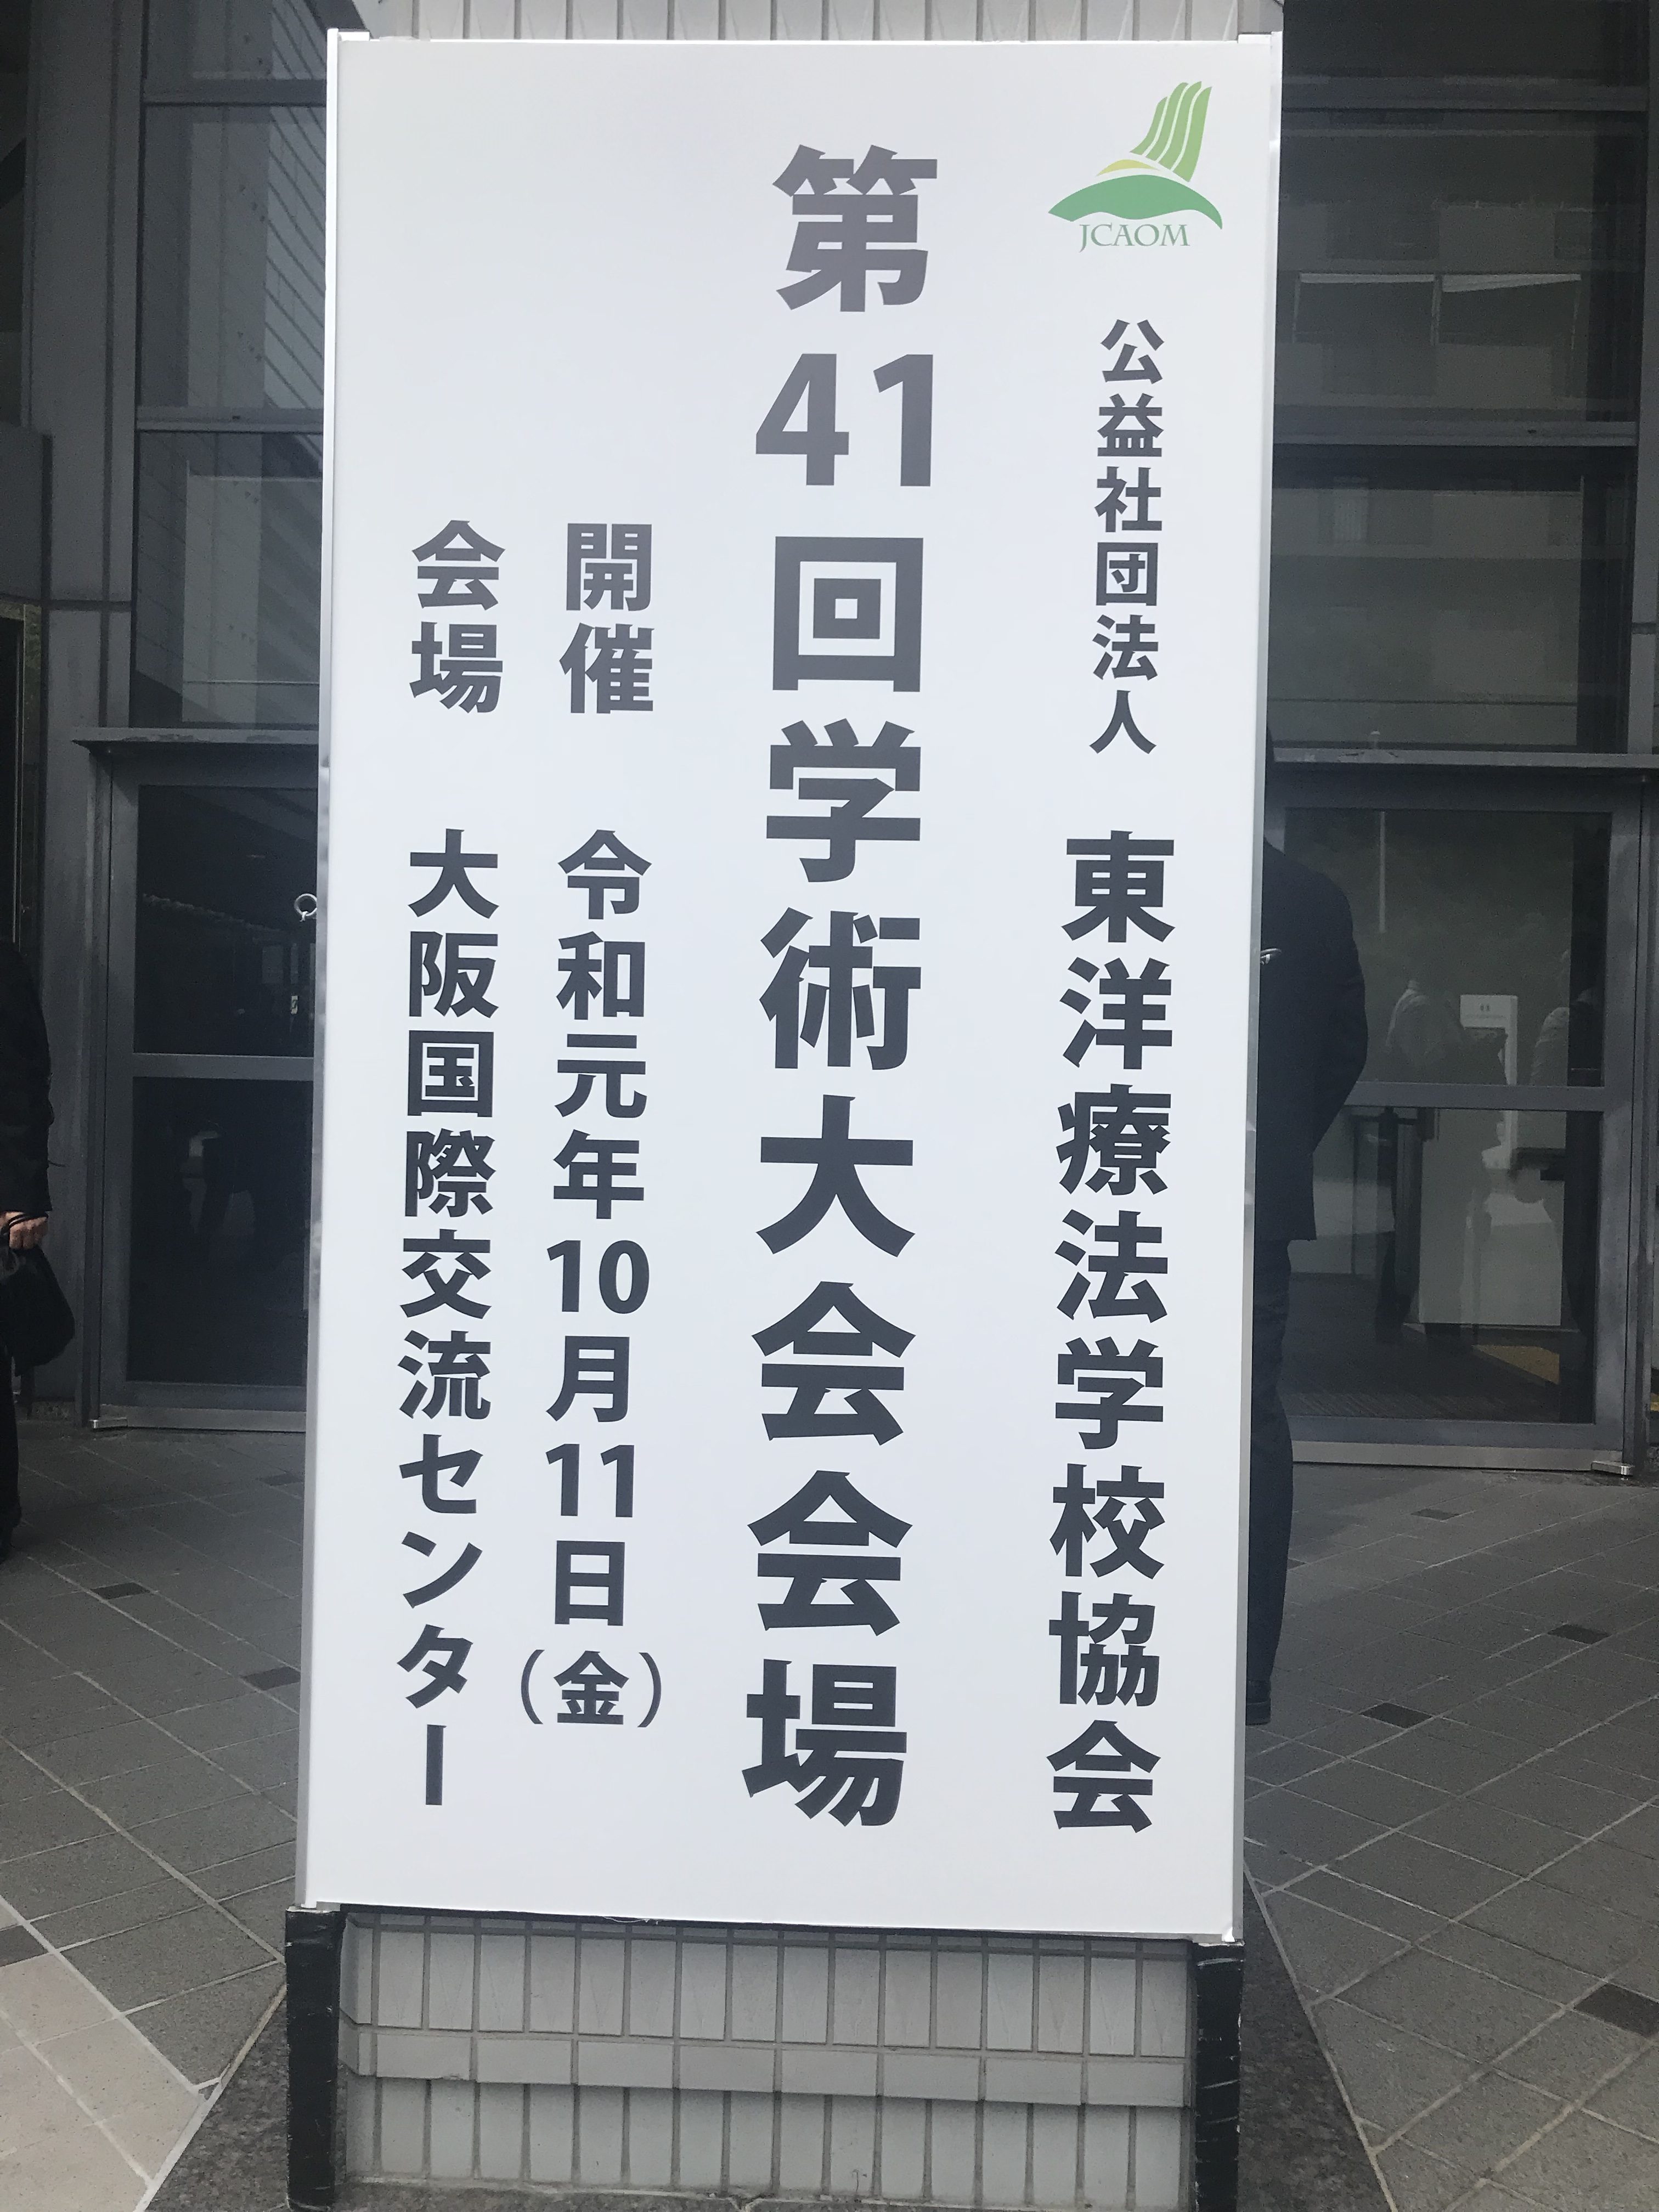 JCAOM
公益社団法人 東洋療法学校協会
第41回学術大会会場
開催 令和元年10月11日(金)
会場 大阪国際交流センター